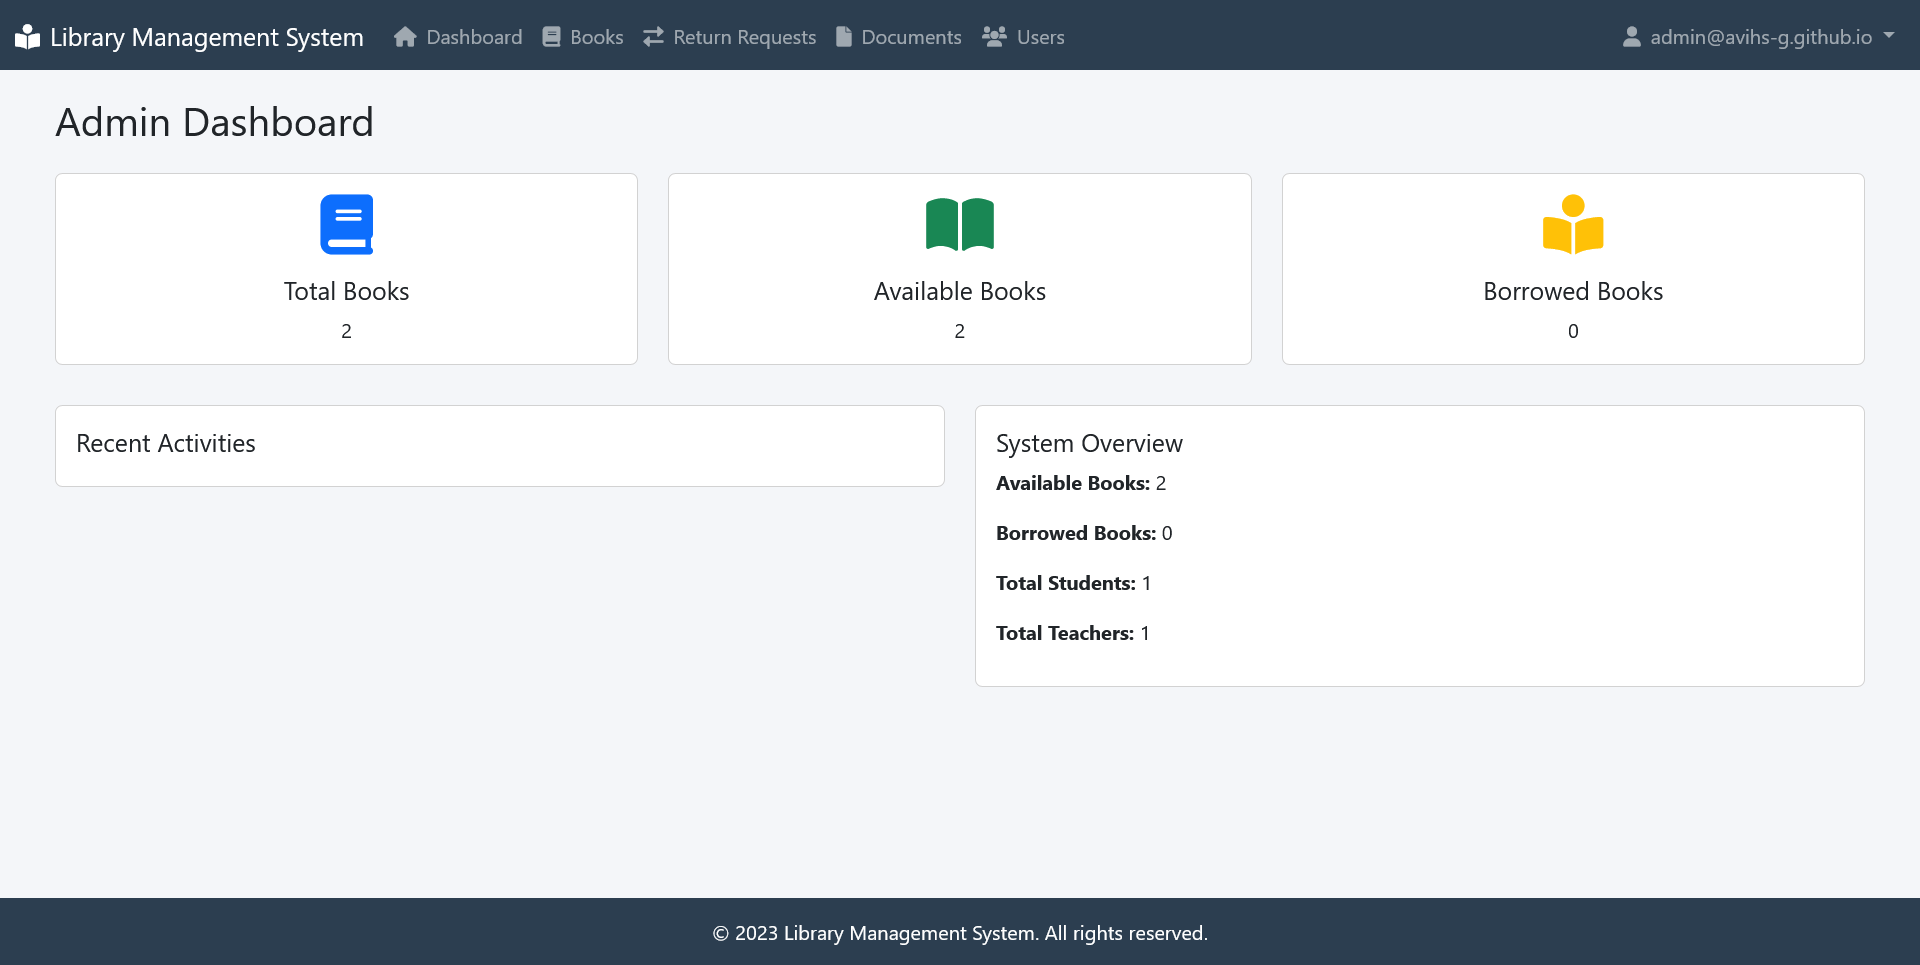 Library Management System Dashboard Books Return Requests Documents Users admin@avihs-g.github.io
Admin Dashboard
Total Books
2
Available Books
2
Borrowed Books
0
Recent Activities
System Overview
Available Books: 2
Borrowed Books: 0
Total Students: 1
Total Teachers: 1
© 2023 Library Management System. All rights reserved.